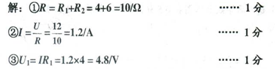 解：①R = R₁+R₂ = 4+6 =10/Ω …… 1分
②I=U/R=12/10=1.2/A …… 1分
③U₁= IR₁=1.2×4 = 4.8/V …… 1分